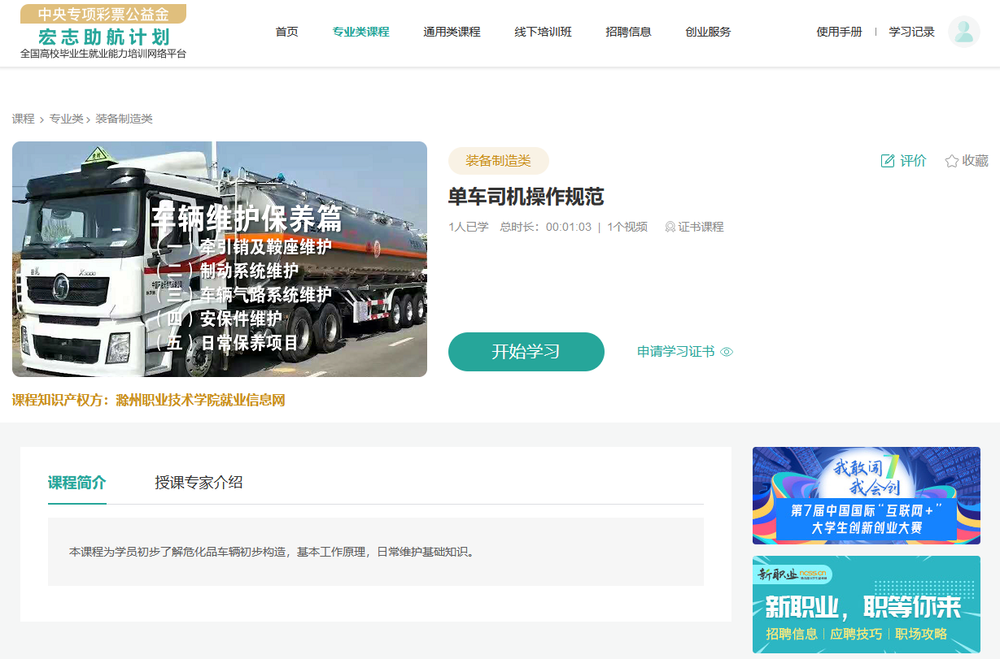 中央专项彩票公益金
宏志助航计划
全国高校毕业生就业能力培训网络平台
首页 专业类课程 通用类课程 线下培训班 招聘信息 创业服务 使用手册 | 学习记录
课程 > 专业类 > 装备制造类
车辆维护保养篇
（一）牵引销及鞍座维护
（二）制动系统维护
（三）车辆气路系统维护
（四）安保件维护
（五）日常保养项目
X3000
装备制造类
评价 收藏
单车司机操作规范
1人已学 总时长：00:01:03 | 1个视频 证书课程
开始学习 申请学习证书
课程知识产权方：滁州职业技术学院就业信息网
课程简介 授课专家介绍
本课程为学员初步了解危化品车辆初步构造，基本工作原理，日常维护基础知识。
我敢闯
我会创
7
第7届中国国际“互联网+”
大学生创新创业大赛
新职业 ncss.cn
新职业，职等你来
招聘信息 | 应聘技巧 | 职场攻略